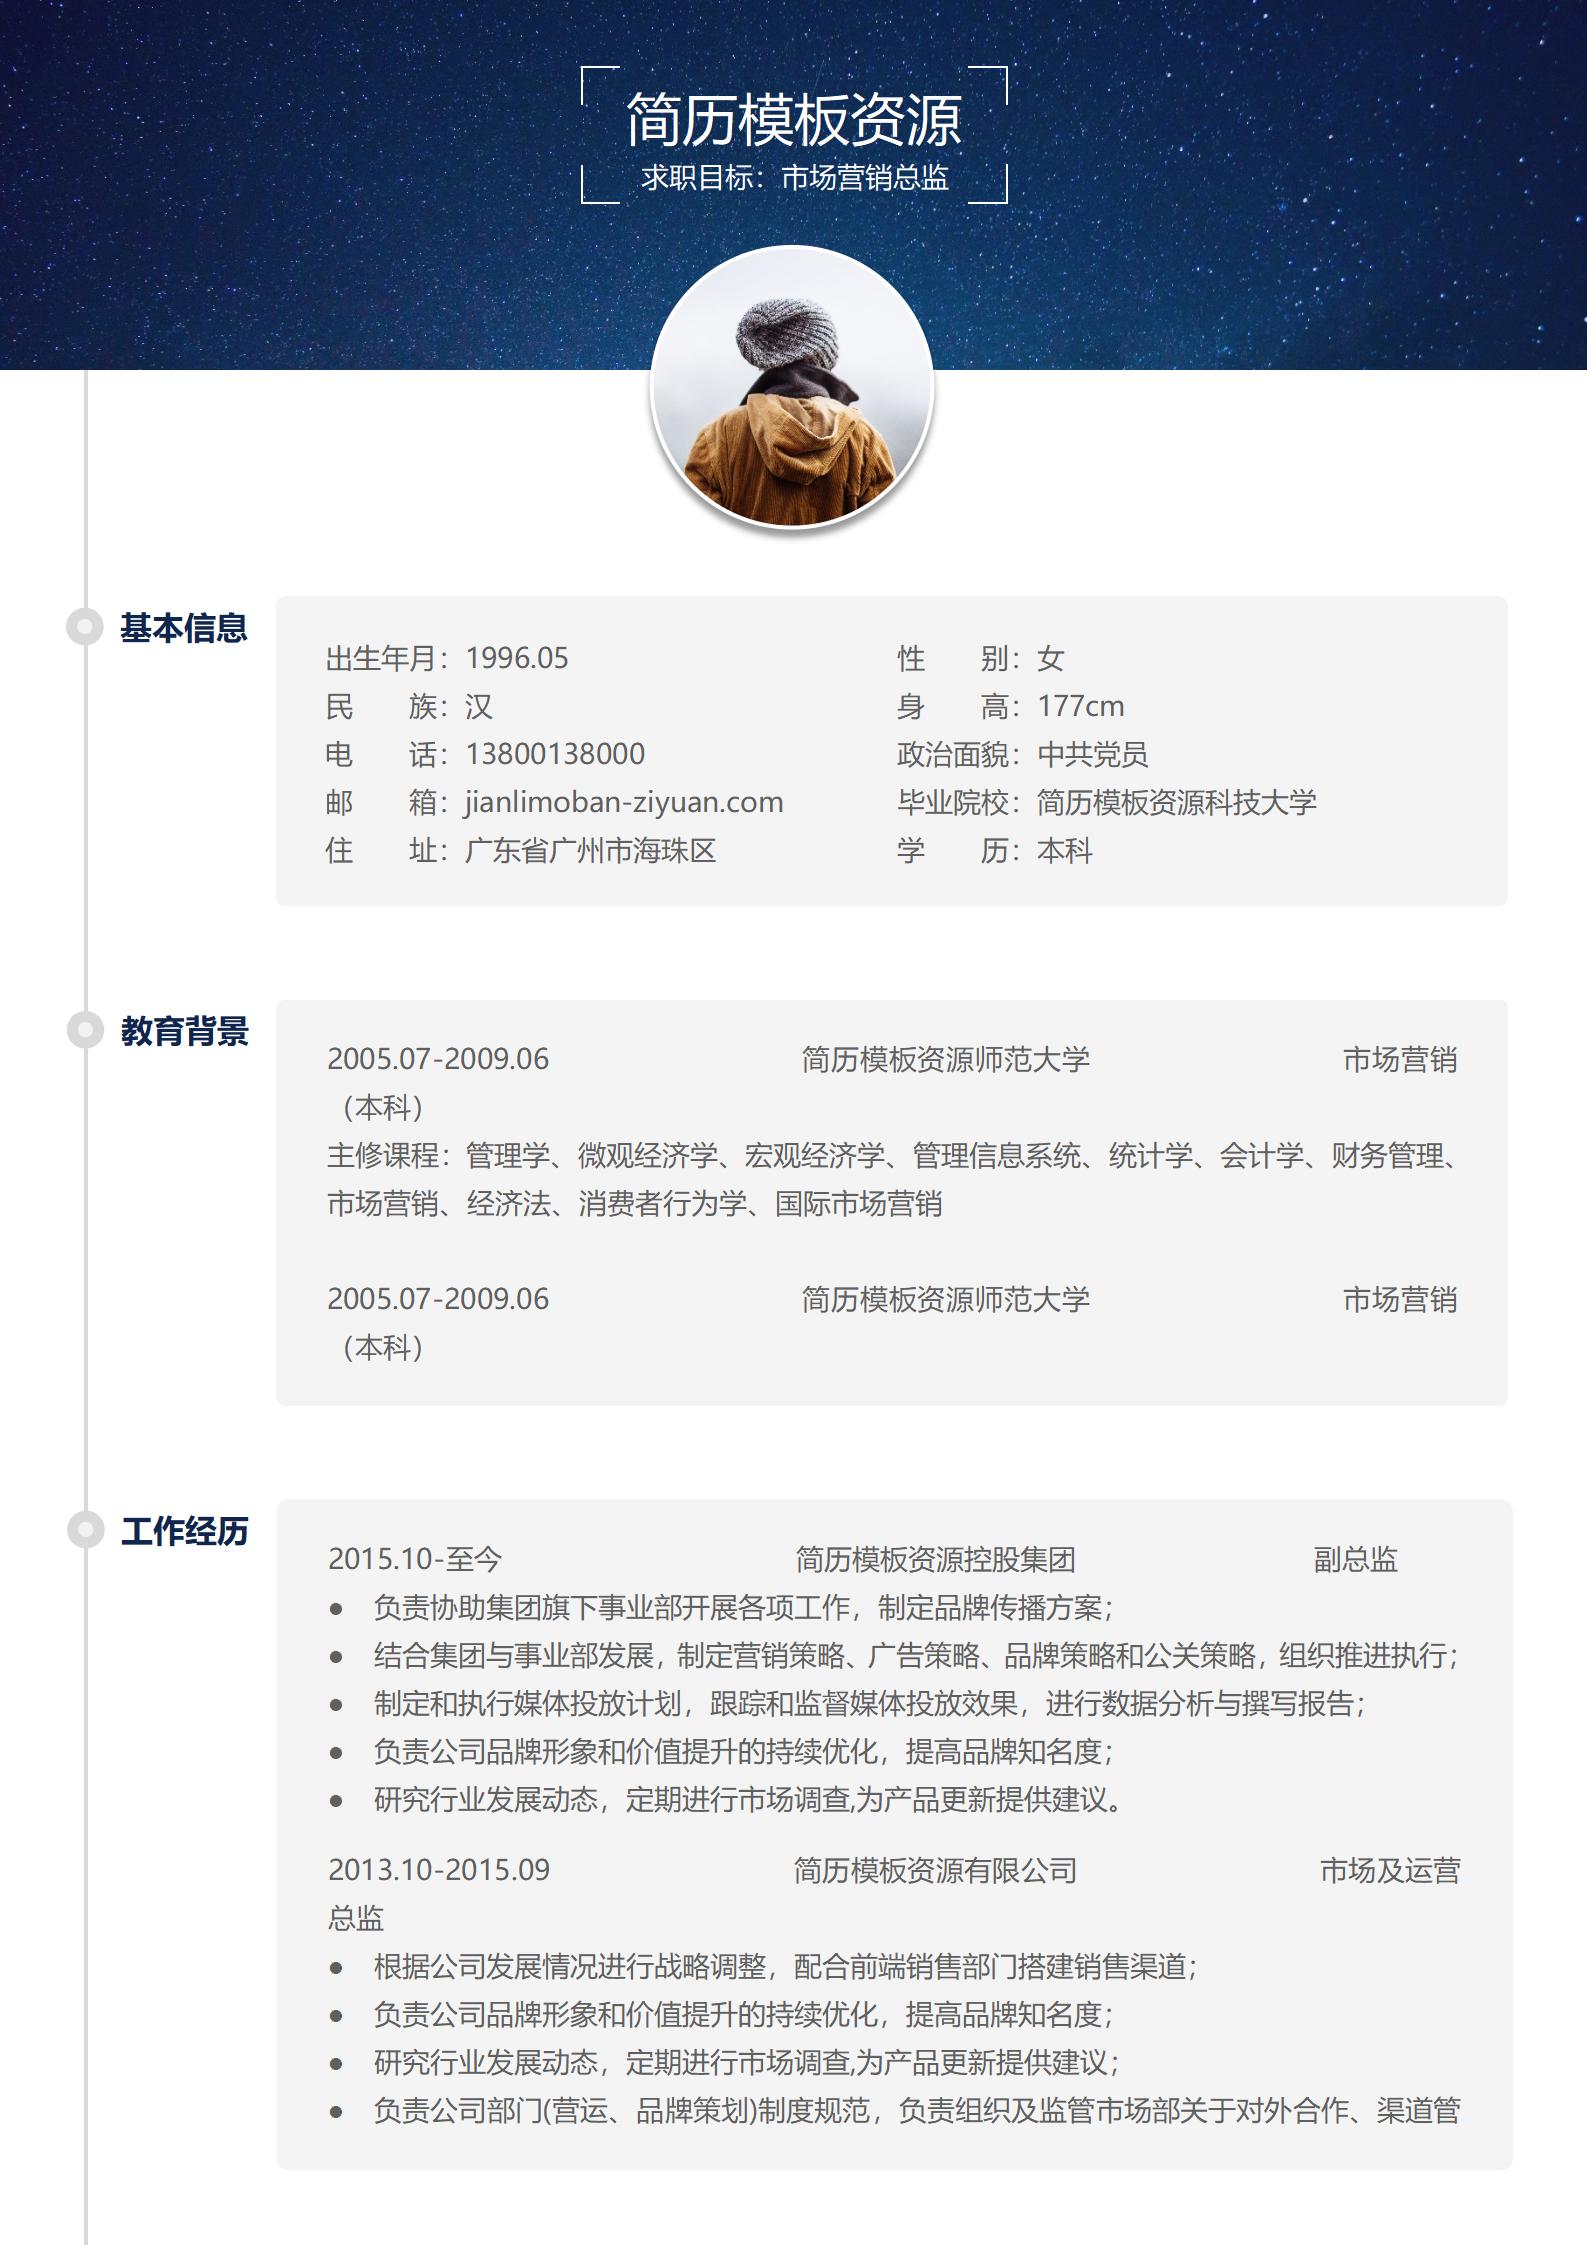 简历模板资源
求职目标：市场营销总监
基本信息
出生年月：1996.05 性 别：女
民 族：汉 身 高：177cm
电 话：13800138000 政治面貌：中共党员
邮 箱：jianlimoban-ziyuan.com 毕业院校：简历模板资源科技大学
住 址：广东省广州市海珠区 学 历：本科
教育背景
2005.07-2009.06 简历模板资源师范大学 市场营销
（本科）
主修课程：管理学、微观经济学、宏观经济学、管理信息系统、统计学、会计学、财务管理、
市场营销、经济法、消费者行为学、国际市场营销
2005.07-2009.06 简历模板资源师范大学 市场营销
（本科）
工作经历
2015.10-至今 简历模板资源控股集团 副总监
● 负责协助集团旗下事业部开展各项工作，制定品牌传播方案；
● 结合集团与事业部发展，制定营销策略、广告策略、品牌策略和公关策略，组织推进执行；
● 制定和执行媒体投放计划，跟踪和监督媒体投放效果，进行数据分析与撰写报告；
● 负责公司品牌形象和价值提升的持续优化，提高品牌知名度；
● 研究行业发展动态，定期进行市场调查,为产品更新提供建议。
2013.10-2015.09 简历模板资源有限公司 市场及运营
总监
● 根据公司发展情况进行战略调整，配合前端销售部门搭建销售渠道；
● 负责公司品牌形象和价值提升的持续优化，提高品牌知名度；
● 研究行业发展动态，定期进行市场调查,为产品更新提供建议；
● 负责公司部门(营运、品牌策划)制度规范，负责组织及监管市场部关于对外合作、渠道管